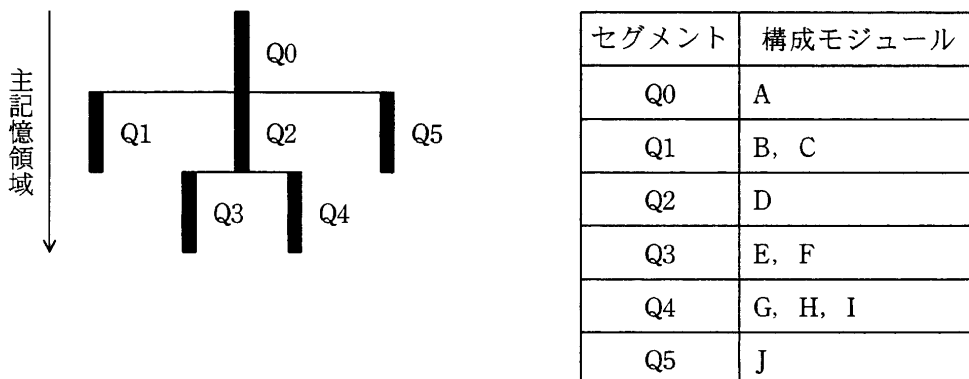 主記憶領域
Q0
Q1
Q2
Q5
Q3
Q4
セグメント 構成モジュール
Q0 A
Q1 B, C
Q2 D
Q3 E, F
Q4 G, H, I
Q5 J